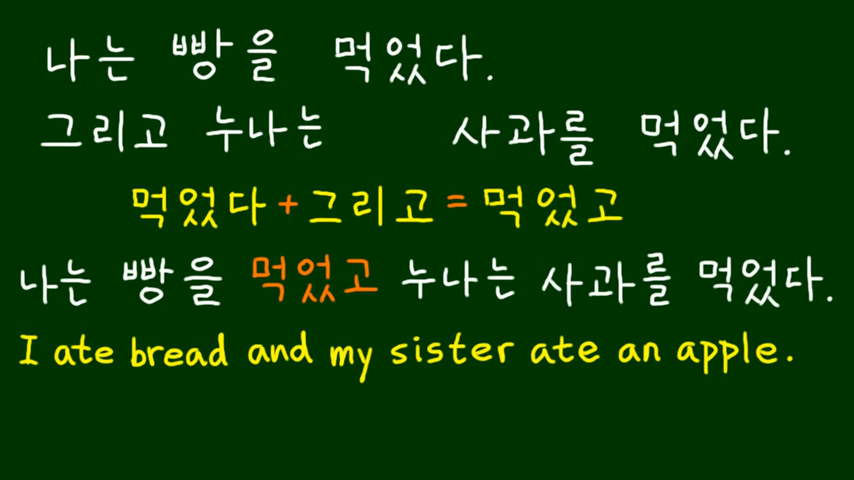 나는 빵을 먹었다.
그리고 누나는 사과를 먹었다.
먹었다 + 그리고 = 먹었고
나는 빵을 먹었고 누나는 사과를 먹었다.
I ate bread and my sister ate an apple.